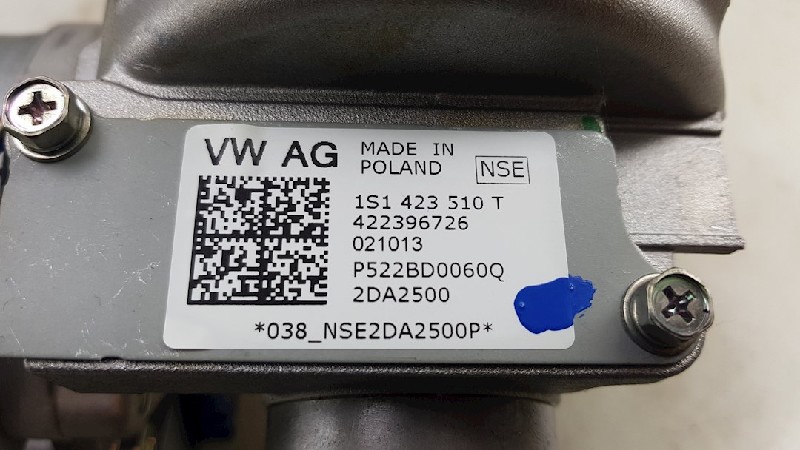 VW AG
MADE IN
POLAND
NSE
1S1 423 510 T
422396726
021013
P522BD0060Q
2DA2500
*038_NSE2DA2500P*